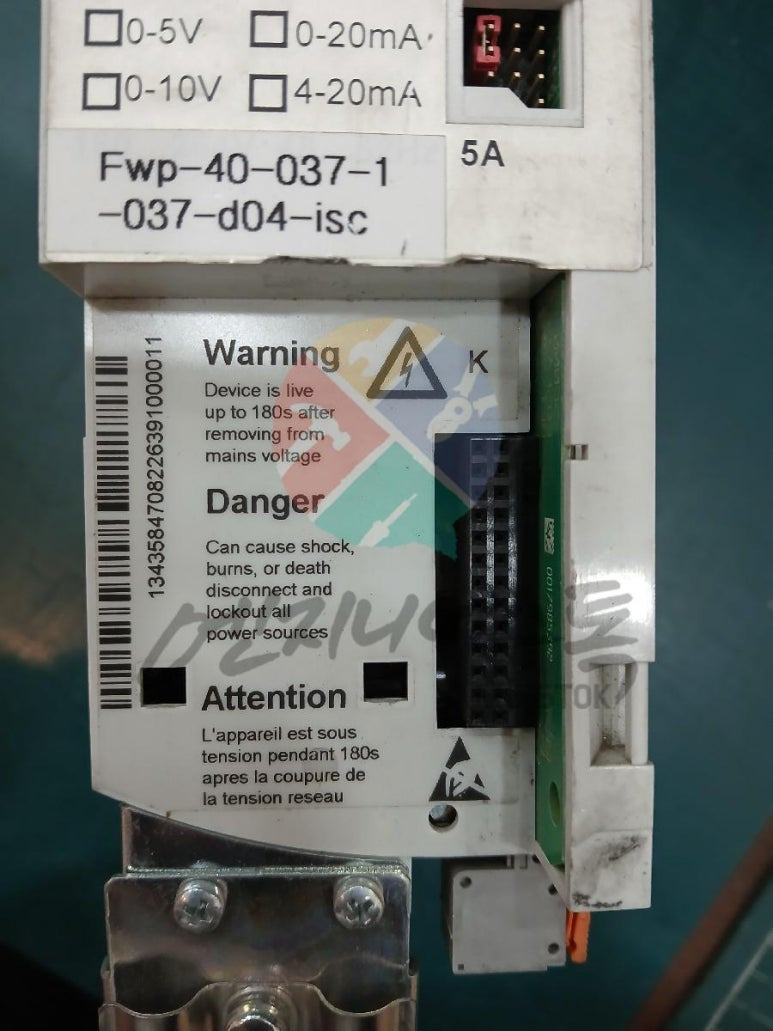 0-5V 0-20mA
0-10V 4-20mA
5A
Fwp-40-037-1
-037-d04-isc
Warning K
Device is live
up to 180s after
removing from
mains voltage
Danger
Can cause shock,
burns, or death
disconnect and
lockout all
power sources
Attention
L'appareil est sous
tension pendant 180s
apres la coupure de
la tension reseau
13435847082263910000011